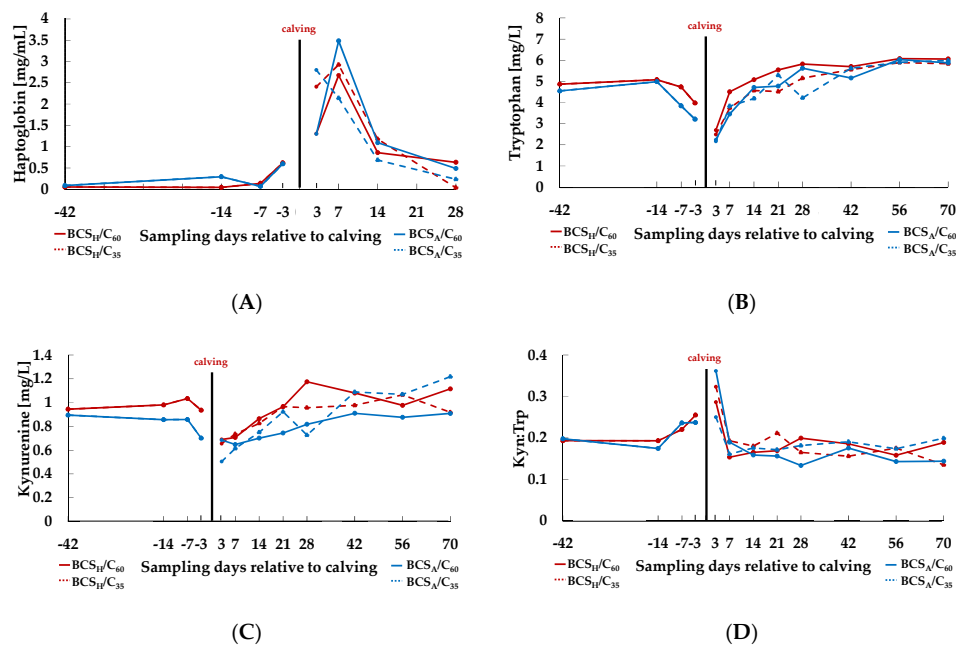 calving
Haptoglobin [mg/mL]
4
3.5
3
2.5
2
1.5
1
0.5
0
-42 -14 -7 -3 3 7 14 21 28
Sampling days relative to calving
BCSH/C60 BCSA/C60
BCSH/C35 BCSA/C35
(A)
calving
Tryptophan [mg/L]
8
7
6
5
4
3
2
1
0
-42 -14 -7 -3 3 7 14 21 28 42 56 70
Sampling days relative to calving
BCSH/C60 BCSA/C60
BCSH/C35 BCSA/C35
(B)
calving
Kynurenine [mg/L]
1.4
1.2
1.0
0.8
0.6
0.4
0.2
0
-42 -14 -7 -3 3 7 14 21 28 42 56 70
Sampling days relative to calving
BCSH/C60 BCSA/C60
BCSH/C35 BCSA/C35
(C)
calving
Kyn:Trp
0.4
0.3
0.2
0.1
0
-42 -14 -7 -3 3 7 14 21 28 42 56 70
Sampling days relative to calving
BCSH/C60 BCSA/C60
BCSH/C35 BCSA/C35
(D)